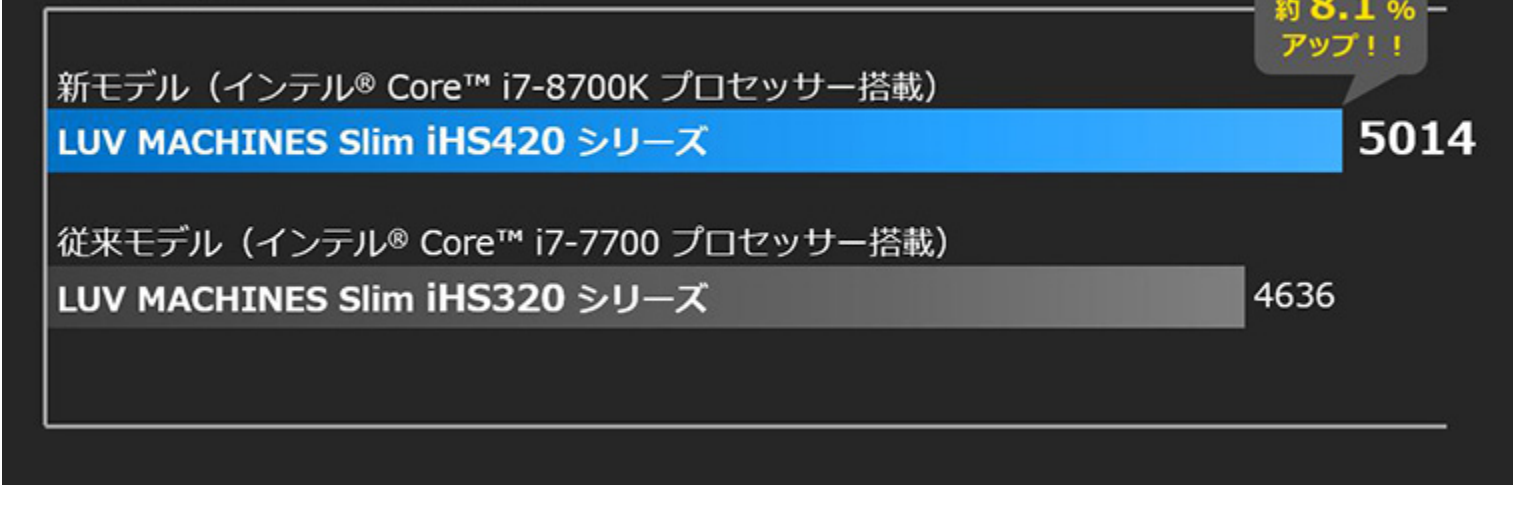 約 8.1 %
アップ！！
新モデル（インテル® Core™ i7-8700K プロセッサー搭載）
LUV MACHINES Slim iHS420 シリーズ
5014
従来モデル（インテル® Core™ i7-7700 プロセッサー搭載）
LUV MACHINES Slim iHS320 シリーズ
4636